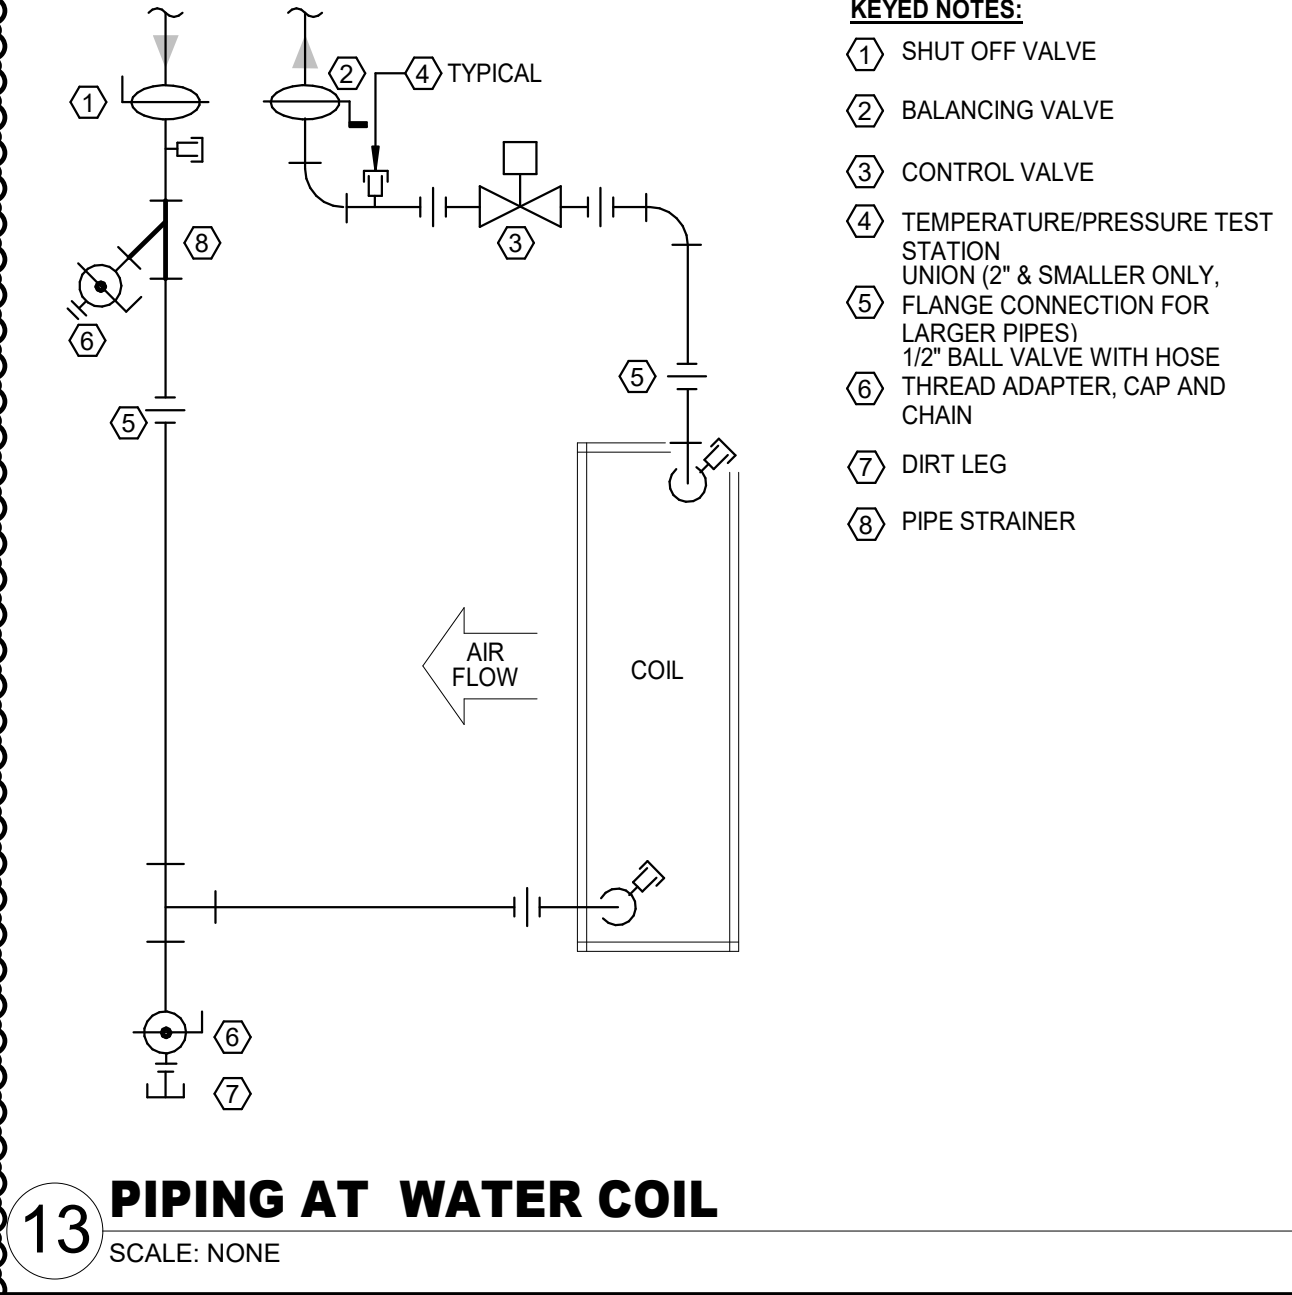 KEYED NOTES:
1 SHUT OFF VALVE
2 BALANCING VALVE
3 CONTROL VALVE
4 TEMPERATURE/PRESSURE TEST
STATION
5 UNION (2" & SMALLER ONLY,
FLANGE CONNECTION FOR
LARGER PIPES)
6 1/2" BALL VALVE WITH HOSE
THREAD ADAPTER, CAP AND
CHAIN
7 DIRT LEG
8 PIPE STRAINER
1
2
4 TYPICAL
8
3
6
5
5
AIR
FLOW
COIL
6
7
13 PIPING AT WATER COIL
SCALE: NONE